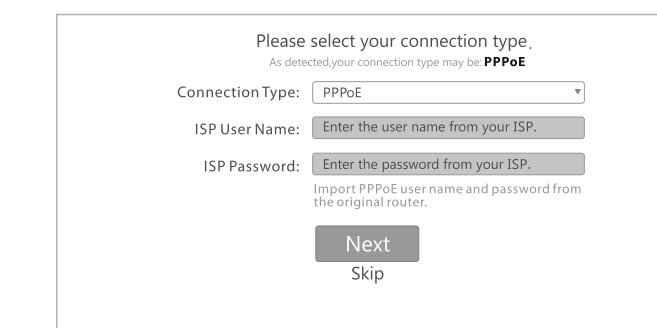 Please select your connection type.
As detected,your connection type may be: PPPoE
Connection Type: PPPoE
ISP User Name: Enter the user name from your ISP.
ISP Password: Enter the password from your ISP.
Import PPPoE user name and password from
the original router.
Next
Skip